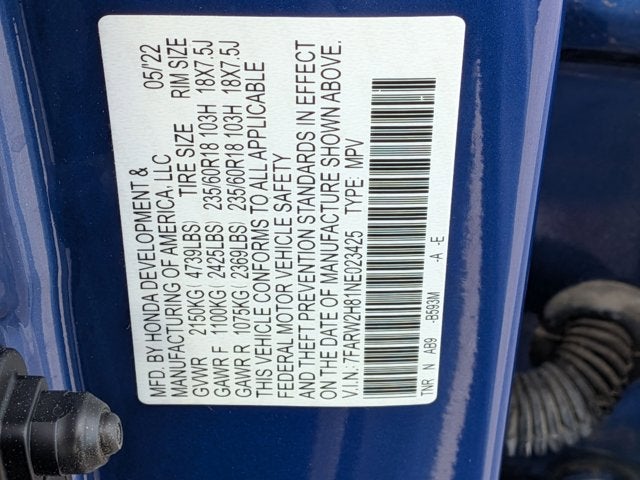 MFD. BY HONDA DEVELOPMENT & 05/'22
MANUFACTURING OF AMERICA, LLC
TIRE SIZE RIM SIZE
GVWR 2150KG( 4739LBS)
GAWR F 1100KG( 2425LBS) 235/60R18 103H 18X7.5J
GAWR R 1075KG( 2369LBS) 235/60R18 103H 18X7.5J
THIS VEHICLE CONFORMS TO ALL APPLICABLE
FEDERAL MOTOR VEHICLE SAFETY
AND THEFT PREVENTION STANDARDS IN EFFECT
ON THE DATE OF MANUFACTURE SHOWN ABOVE.
V.I.N.: 7FARW2H81NE023425 TYPE: MPV
TNR N AB9 -B593M -A -E